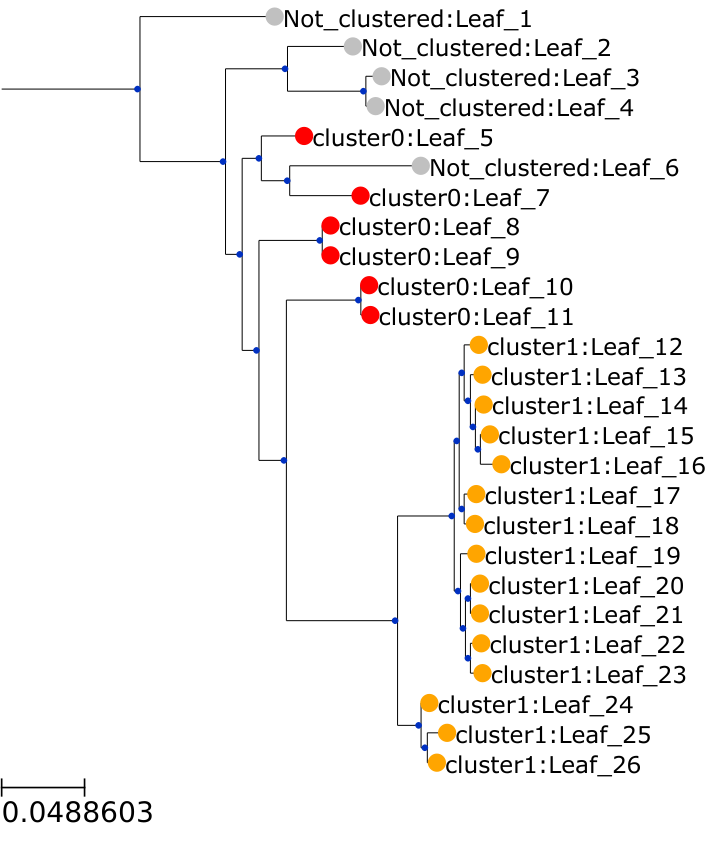 Not_clustered:Leaf_1
Not_clustered:Leaf_2
Not_clustered:Leaf_3
Not_clustered:Leaf_4
cluster0:Leaf_5
Not_clustered:Leaf_6
cluster0:Leaf_7
cluster0:Leaf_8
cluster0:Leaf_9
cluster0:Leaf_10
cluster0:Leaf_11
cluster1:Leaf_12
cluster1:Leaf_13
cluster1:Leaf_14
cluster1:Leaf_15
cluster1:Leaf_16
cluster1:Leaf_17
cluster1:Leaf_18
cluster1:Leaf_19
cluster1:Leaf_20
cluster1:Leaf_21
cluster1:Leaf_22
cluster1:Leaf_23
cluster1:Leaf_24
cluster1:Leaf_25
cluster1:Leaf_26
0.0488603